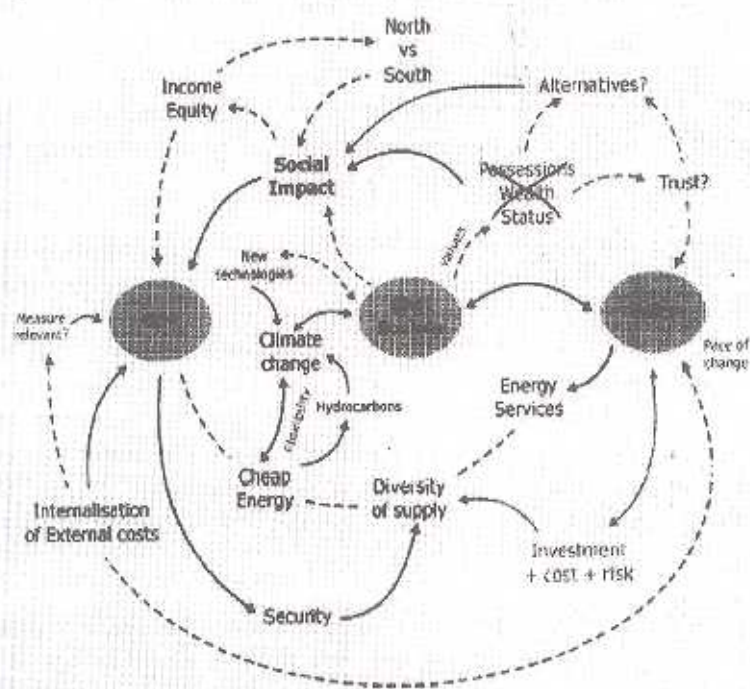 North
vs
South
Income
Equity
Alternatives?
Social
Impact
Possessions
Wealth
Status
Trust?
Values
New
technologies
Measure
relevant?
Climate
change
Pace of
change
Flexibility
Hydrocarbons
Energy
Services
Cheap
Energy
Diversity
of supply
Internalisation
of External costs
Investment
+ cost + risk
Security